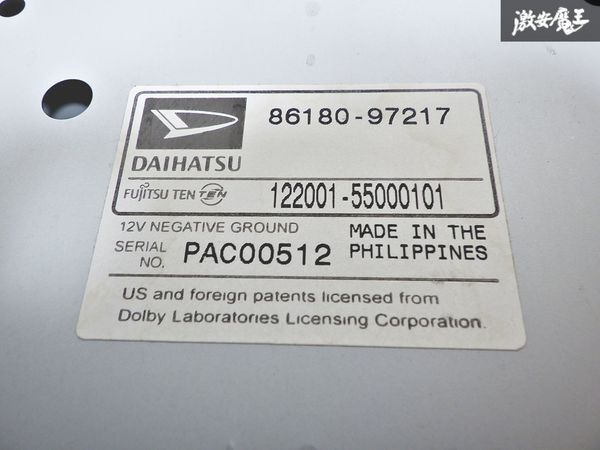 激安魔王
86180-97217
DAIHATSU
FUJITSU TEN TEN 122001-55000101
12V NEGATIVE GROUND
SERIAL NO. PAC00512
MADE IN THE PHILIPPINES
US and foreign patents licensed from
Dolby Laboratories Licensing Corporation.